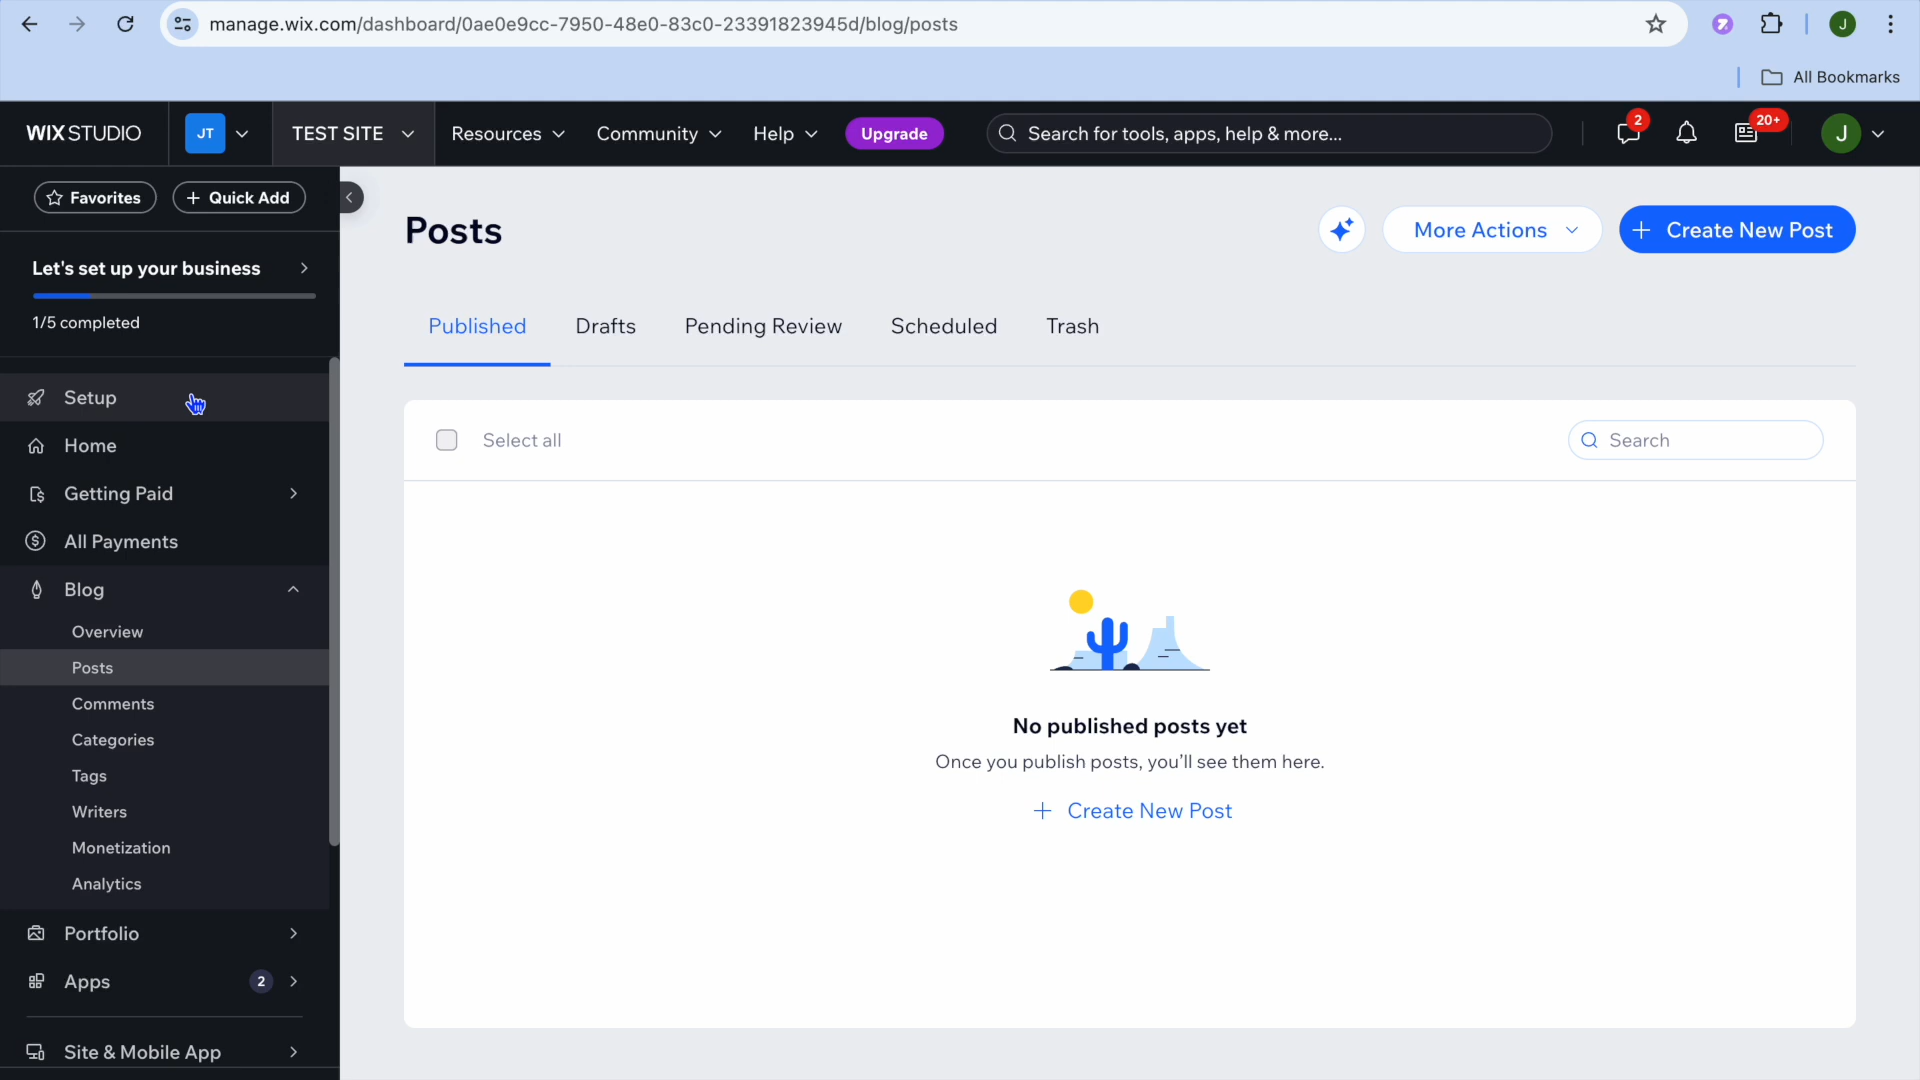 manage.wix.com/dashboard/0ae0e9cc-7950-48e0-83c0-23391823945d/blog/posts
J
All Bookmarks
WIX STUDIO
JT
TEST SITE
Resources
Community
Help
Upgrade
Search for tools, apps, help & more...
2
20+
J
Favorites
+ Quick Add
Let's set up your business
1/5 completed
Setup
Home
Getting Paid
All Payments
Blog
Overview
Posts
Comments
Categories
Tags
Writers
Monetization
Analytics
Portfolio
Apps
2
Site & Mobile App
Posts
More Actions
+ Create New Post
Published
Drafts
Pending Review
Scheduled
Trash
Select all
Search
No published posts yet
Once you publish posts, you'll see them here.
+ Create New Post